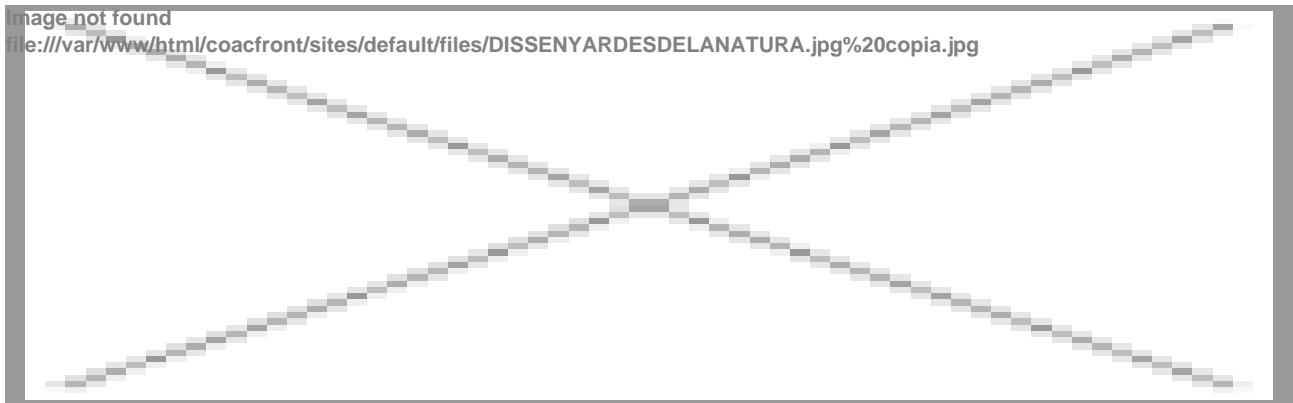 Image not found
file:///var/www/html/coacfront/sites/default/files/DISSENYARDESDELANATURA.jpg%20copia.jpg